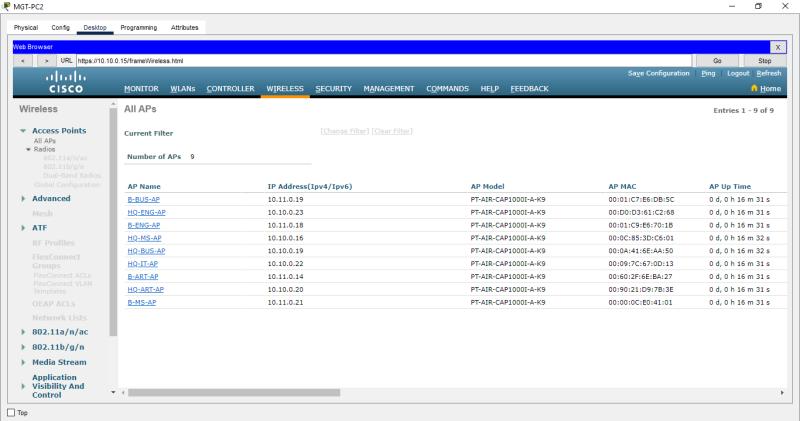 MGT-PC2
Physical Config Desktop Programming Attributes
Web Browser X
< > URL https://10.10.0.15/frameWireless.html Go Stop
Save Configuration Ping Logout Refresh
CISCO MONITOR WLANs CONTROLLER WIRELESS SECURITY MANAGEMENT COMMANDS HELP FEEDBACK Home
Wireless
Access Points
All APs
Radios
802.11a/n/ac
802.11b/g/n
Dual-Band Radios
Global Configuration
Advanced
Mesh
ATF
RF Profiles
FlexConnect
Groups
FlexConnect ACLs
FlexConnect VLAN
Templates
OEAP ACLs
Network Lists
802.11a/n/ac
802.11b/g/n
Media Stream
Application
Visibility And
Control
All APs Entries 1 - 9 of 9
Current Filter [Change Filter] [Clear Filter]
Number of APs 9
AP Name IP Address(Ipv4/Ipv6) AP Model AP MAC AP Up Time
B-BUS-AP 10.11.0.19 PT-AIR-CAP1000I-A-K9 00:01:C7:E6:DB:5C 0 d, 0 h 16 m 31 s
HQ-ENG-AP 10.10.0.23 PT-AIR-CAP1000I-A-K9 00:D0:D3:61:C2:68 0 d, 0 h 16 m 31 s
B-ENG-AP 10.11.0.18 PT-AIR-CAP1000I-A-K9 00:01:C9:E6:70:1B 0 d, 0 h 16 m 31 s
HQ-MS-AP 10.10.0.16 PT-AIR-CAP1000I-A-K9 00:0C:85:3D:C6:01 0 d, 0 h 16 m 32 s
HQ-BUS-AP 10.10.0.19 PT-AIR-CAP1000I-A-K9 00:0A:41:6E:AA:50 0 d, 0 h 16 m 32 s
HQ-IT-AP 10.10.0.22 PT-AIR-CAP1000I-A-K9 00:09:7C:67:0D:13 0 d, 0 h 16 m 31 s
B-ART-AP 10.11.0.14 PT-AIR-CAP1000I-A-K9 00:60:2F:6E:BA:27 0 d, 0 h 16 m 31 s
HQ-ART-AP 10.10.0.20 PT-AIR-CAP1000I-A-K9 00:90:21:D9:7B:3E 0 d, 0 h 16 m 31 s
B-MS-AP 10.11.0.21 PT-AIR-CAP1000I-A-K9 00:00:0C:E0:41:01 0 d, 0 h 16 m 31 s
Top